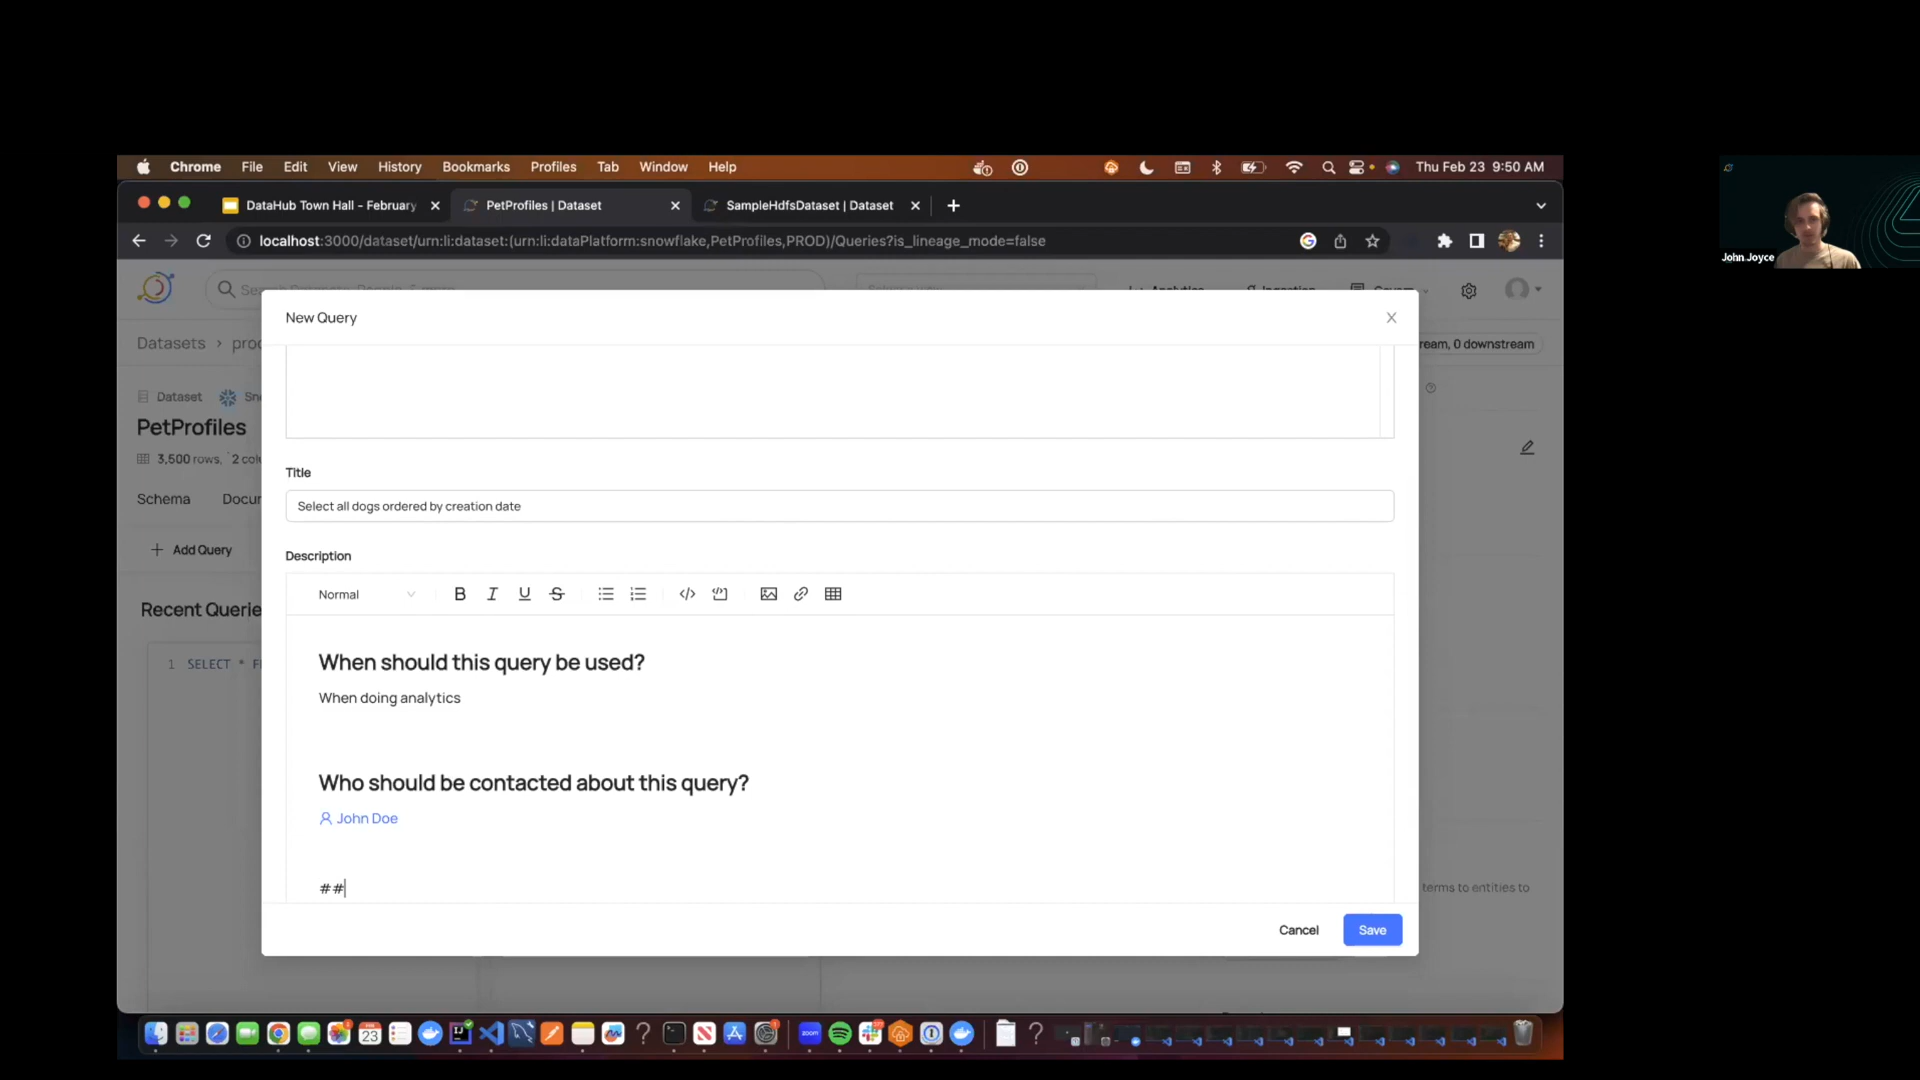 Chrome File Edit View History Bookmarks Profiles Tab Window Help Thu Feb 23 9:50 AM
DataHub Town Hall - February PetProfiles | Dataset SampleHdfsDataset | Dataset
localhost:3000/dataset/urn:li:dataset:(urn:li:dataPlatform:snowflake,PetProfiles,PROD)/Queries?is_lineage_mode=false
John Joyce
New Query
Datasets > 
0 downstream
Dataset
PetProfiles
3,500 rows,
Title
Schema
Select all dogs ordered by creation date
Add Query
Description
Normal
Recent Querie
1 SELECT * F
When should this query be used?
When doing analytics
Who should be contacted about this query?
John Doe
##
terms to entities to
Cancel Save
23
zoom